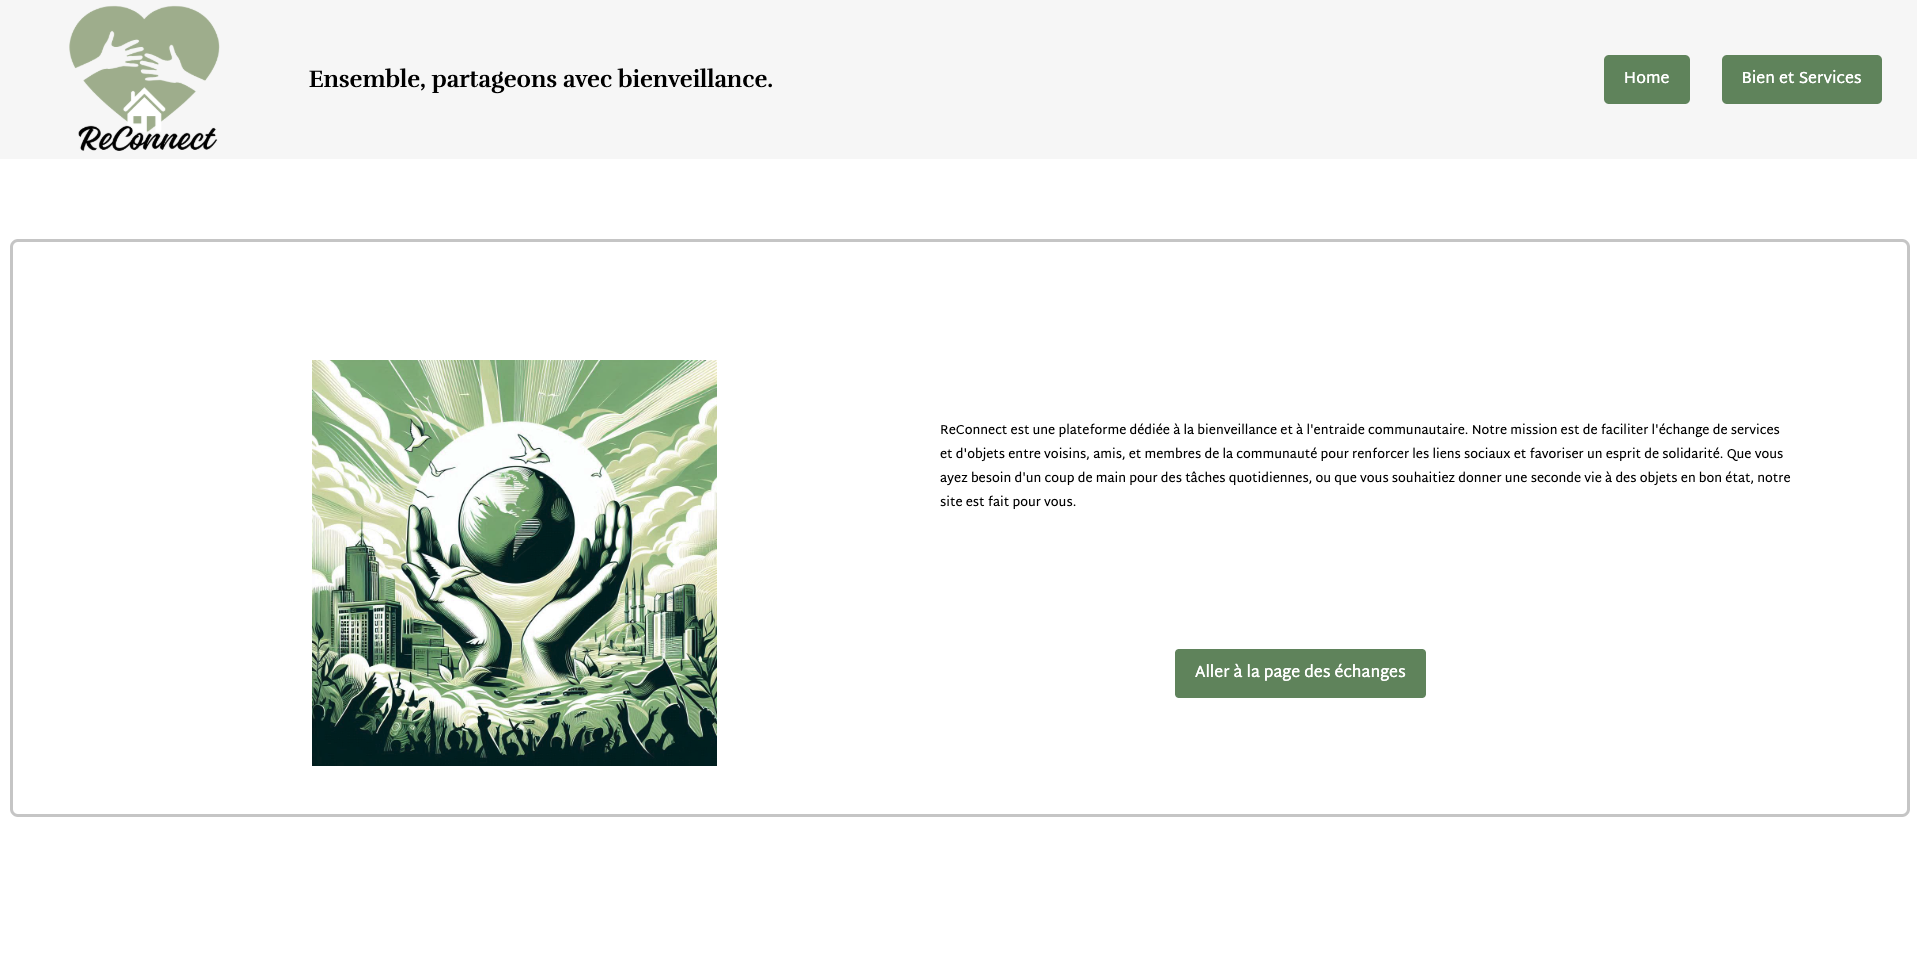 ReConnect
Ensemble, partageons avec bienveillance.
Home
Bien et Services
ReConnect est une plateforme dédiée à la bienveillance et à l'entraide communautaire. Notre mission est de faciliter l'échange de services
et d'objets entre voisins, amis, et membres de la communauté pour renforcer les liens sociaux et favoriser un esprit de solidarité. Que vous
ayez besoin d'un coup de main pour des tâches quotidiennes, ou que vous souhaitiez donner une seconde vie à des objets en bon état, notre
site est fait pour vous.
Aller à la page des échanges